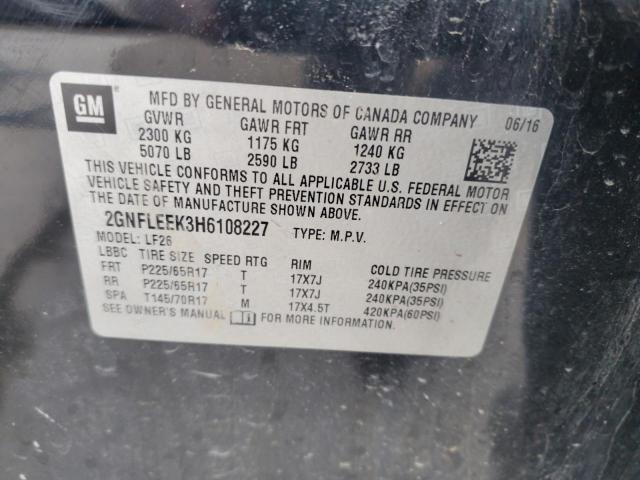 GM
MFD BY GENERAL MOTORS OF CANADA COMPANY 06/16
GVWR GAWR FRT GAWR RR
2300 KG 1175 KG 1240 KG
5070 LB 2590 LB 2733 LB
THIS VEHICLE CONFORMS TO ALL APPLICABLE U.S. FEDERAL MOTOR
VEHICLE SAFETY AND THEFT PREVENTION STANDARDS IN EFFECT ON
THE DATE OF MANUFACTURE SHOWN ABOVE.
2GNFLEEK3H6108227 TYPE: M.P.V.
MODEL: LF26
LBBC TIRE SIZE SPEED RTG RIM COLD TIRE PRESSURE
FRT P225/65R17 T 17X7J 240KPA(35PSI)
RR P225/65R17 T 17X7J 240KPA(35PSI)
SPA T145/70R17 M 17X4.5T 420KPA(60PSI)
SEE OWNER'S MANUAL FOR MORE INFORMATION.